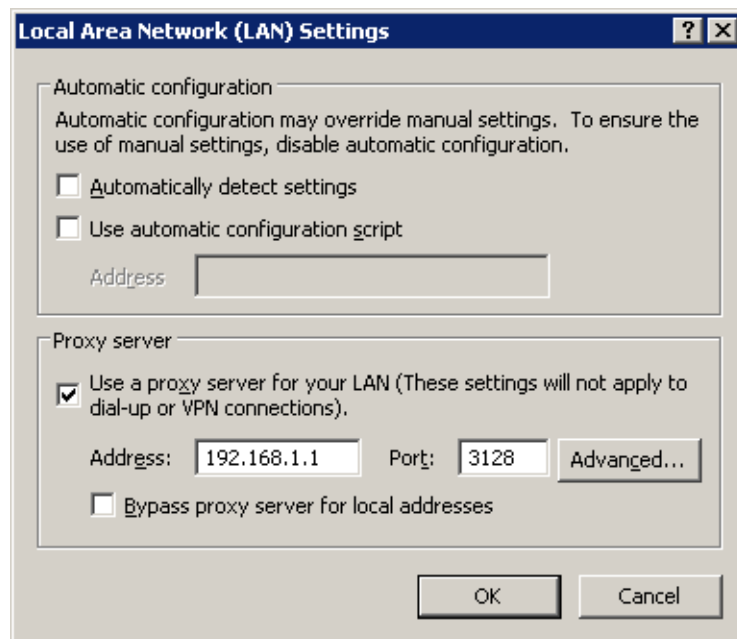 Local Area Network (LAN) Settings
Automatic configuration
Automatic configuration may override manual settings. To ensure the
use of manual settings, disable automatic configuration.
Automatically detect settings
Use automatic configuration script
Address
Proxy server
Use a proxy server for your LAN (These settings will not apply to
dial-up or VPN connections).
Address: 192.168.1.1 Port: 3128 Advanced...
Bypass proxy server for local addresses
OK Cancel